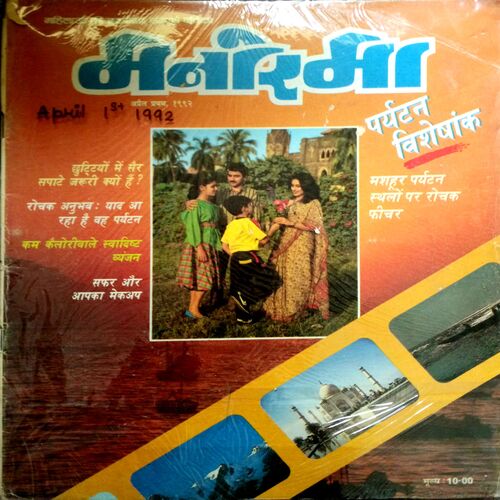 मनोरमा
April 1st 1992
अप्रैल प्रथम, १९९२
पर्यटन
विशेषांक
छुट्टियों में सैर
सपाटे जरूरी क्यों हैं ?
रोचक अनुभव : याद आ
रहा है वह पर्यटन
कम कैलोरीवाले स्वादिष्ट
व्यंजन
सफर और
आपका मेकअप
मशहूर पर्यटन
स्थलों पर रोचक
फीचर
मूल्य : 10-00